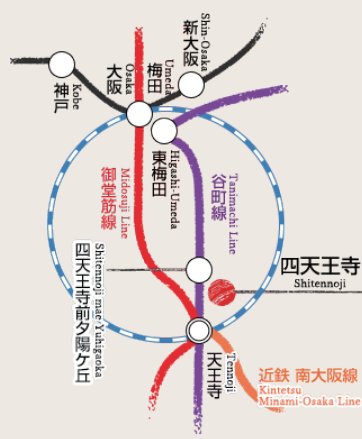 新大阪
Shin-Osaka
梅田
Umeda
大阪
Osaka
神戸
Kobe
東梅田
Higashi-Umeda
御堂筋線
Midosuji Line
谷町線
Tanimachi Line
四天王寺前夕陽ケ丘
Shitennoji mae-Yuhigaoka
四天王寺
Shitennoji
天王寺
Tennoji
近鉄 南大阪線
Kintetsu
Minami-Osaka Line